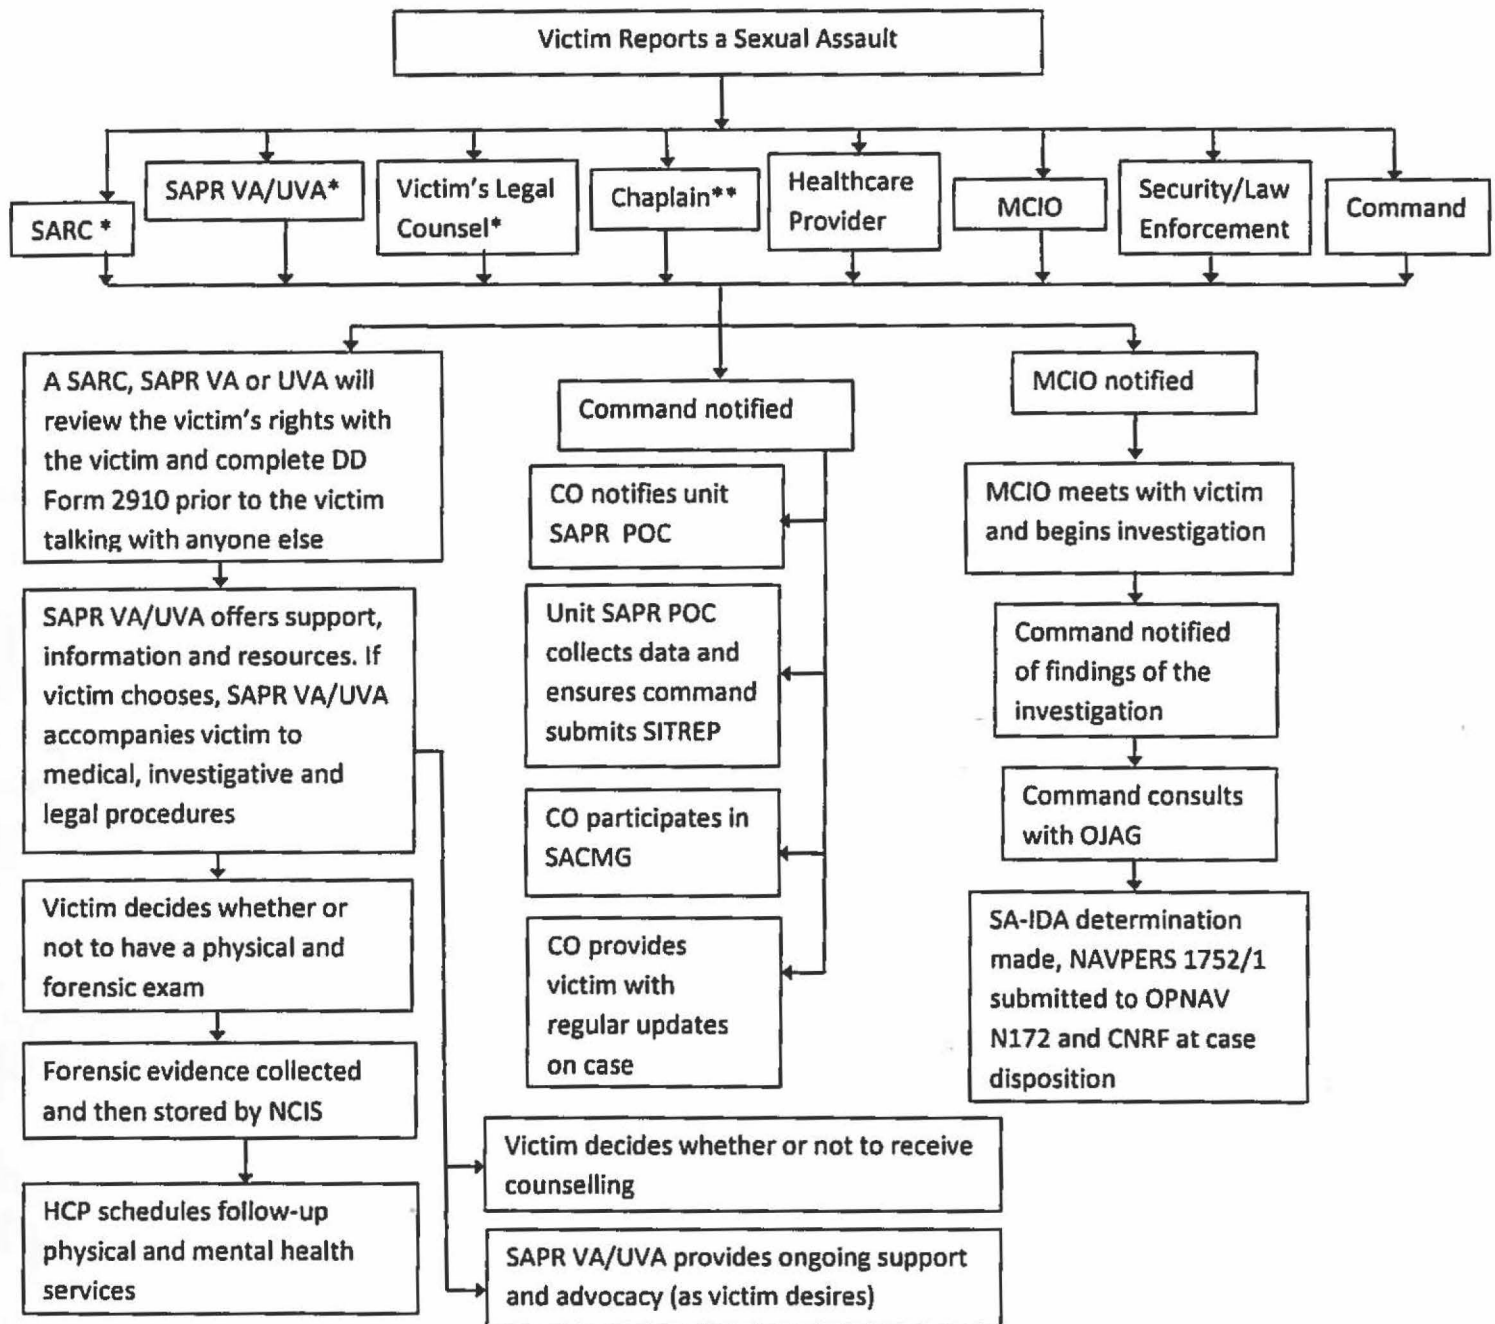 Victim Reports a Sexual Assault
SARC *
SAPR VA/UVA*
Victim's Legal
Counsel*
Chaplain**
Healthcare
Provider
MCIO
Security/Law
Enforcement
Command
A SARC, SAPR VA or UVA will
review the victim's rights with
the victim and complete DD
Form 2910 prior to the victim
talking with anyone else
SAPR VA/UVA offers support,
information and resources. If
victim chooses, SAPR VA/UVA
accompanies victim to
medical, investigative and
legal procedures
Victim decides whether or
not to have a physical and
forensic exam
Forensic evidence collected
and then stored by NCIS
HCP schedules follow-up
physical and mental health
services
Command notified
CO notifies unit
SAPR POC
Unit SAPR POC
collects data and
ensures command
submits SITREP
CO participates in
SACMG
CO provides
victim with
regular updates
on case
Victim decides whether or not to receive
counselling
SAPR VA/UVA provides ongoing support
and advocacy (as victim desires)
MCIO notified
MCIO meets with victim
and begins investigation
Command notified
of findings of the
investigation
Command consults
with OJAG
SA-IDA determination
made, NAVPERS 1752/1
submitted to OPNAV
N172 and CNRF at case
disposition